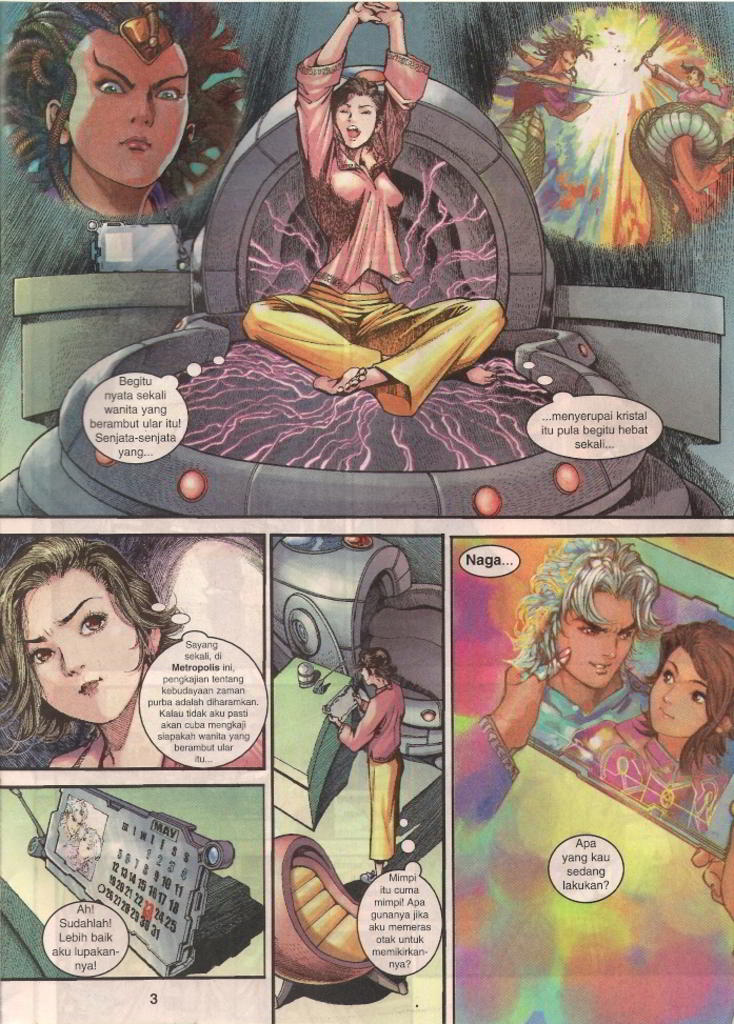 Begitu
nyata sekali
wanita yang
berambut ular itu!
Senjata-senjata
yang...
...menyerupai kristal
itu pula begitu hebat
sekali...
Sayang
sekali, di
Metropolis ini,
pengkajian tentang
kebudayaan zaman
purba adalah diharamkan.
Kalau tidak aku pasti
akan cuba mengkaji
siapakah wanita yang
berambut ular
itu...
MAY
Ah!
Sudahlah!
Lebih baik
aku lupakan-
nya!
Mimpi
itu cuma
mimpi! Apa
gunanya jika
aku memeras
otak untuk
memikirkan-
nya?
Naga...
Apa
yang kau
sedang
lakukan?
3